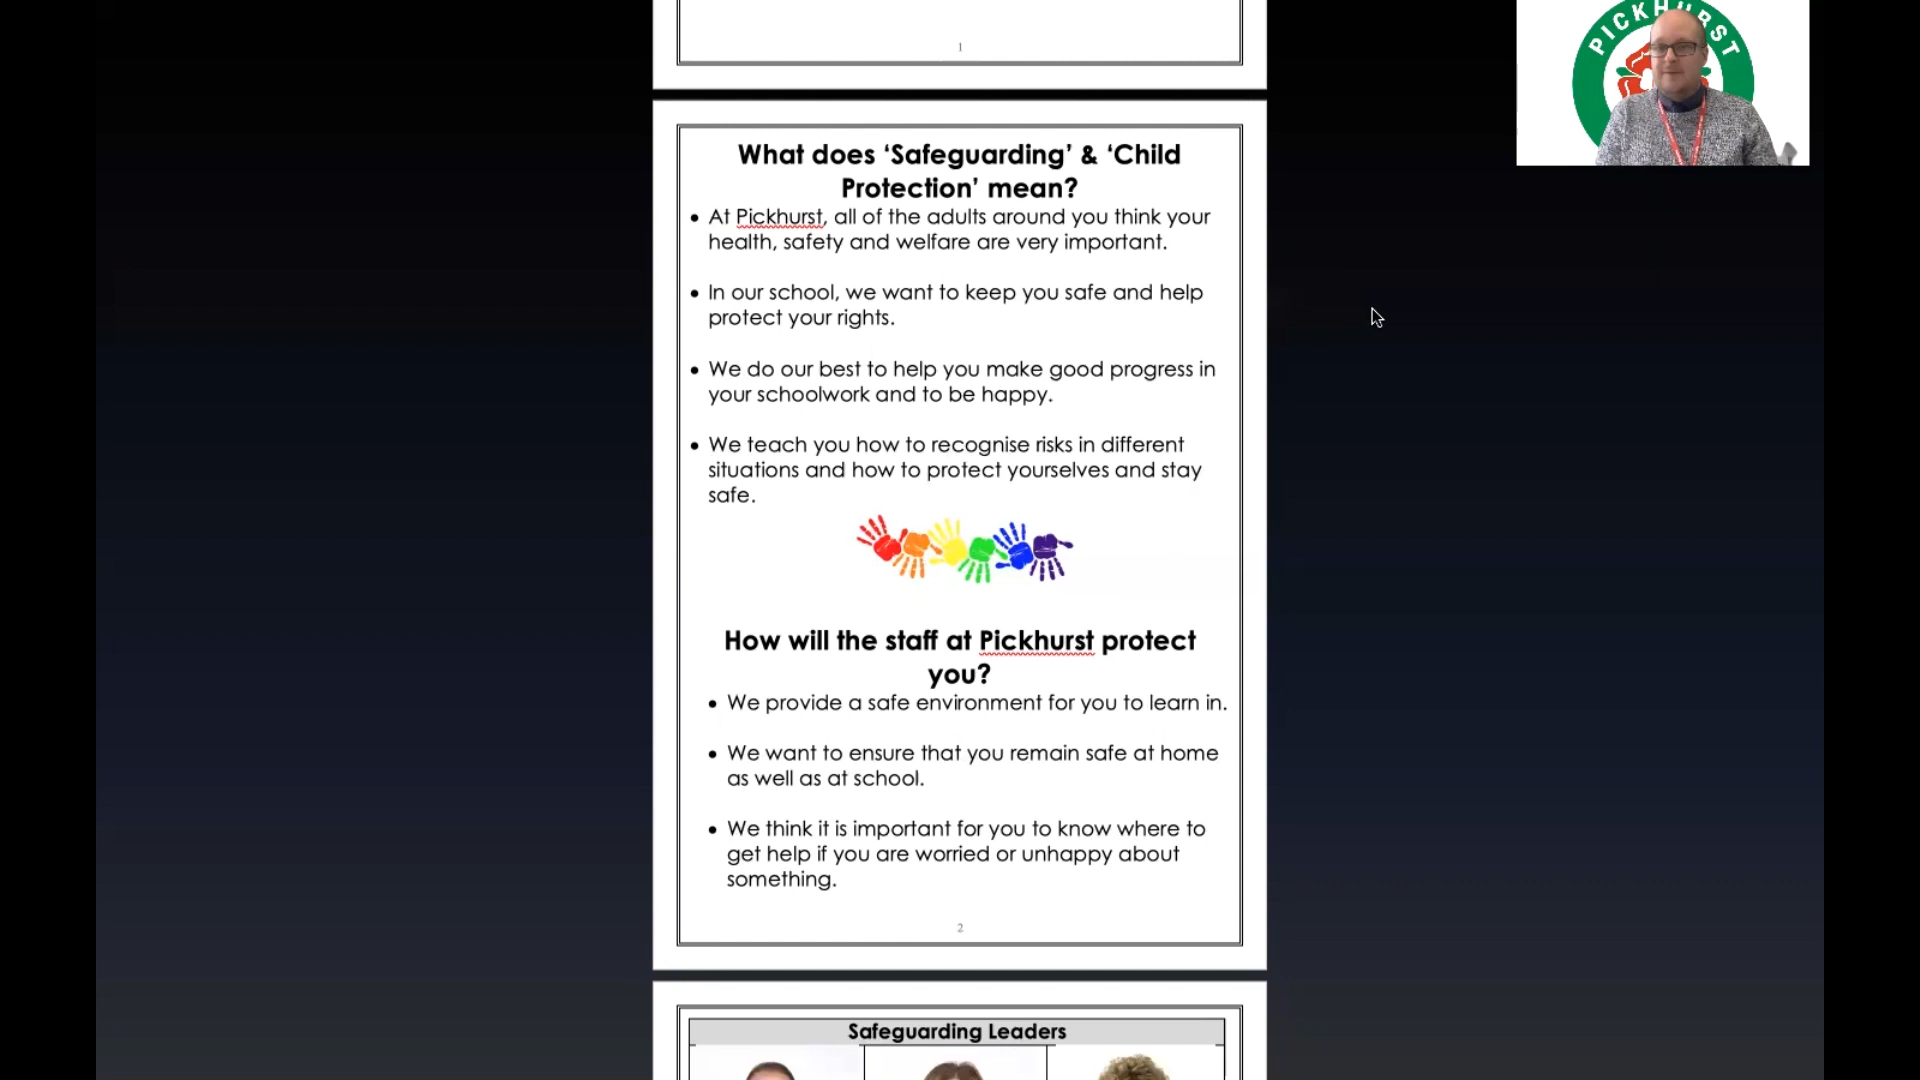 1
PICKHURST
What does ‘Safeguarding’ & ‘Child
Protection’ mean?
• At Pickhurst, all of the adults around you think your
health, safety and welfare are very important.
• In our school, we want to keep you safe and help
protect your rights.
• We do our best to help you make good progress in
your schoolwork and to be happy.
• We teach you how to recognise risks in different
situations and how to protect yourselves and stay
safe.
How will the staff at Pickhurst protect
you?
• We provide a safe environment for you to learn in.
• We want to ensure that you remain safe at home
as well as at school.
• We think it is important for you to know where to
get help if you are worried or unhappy about
something.
2
Safeguarding Leaders